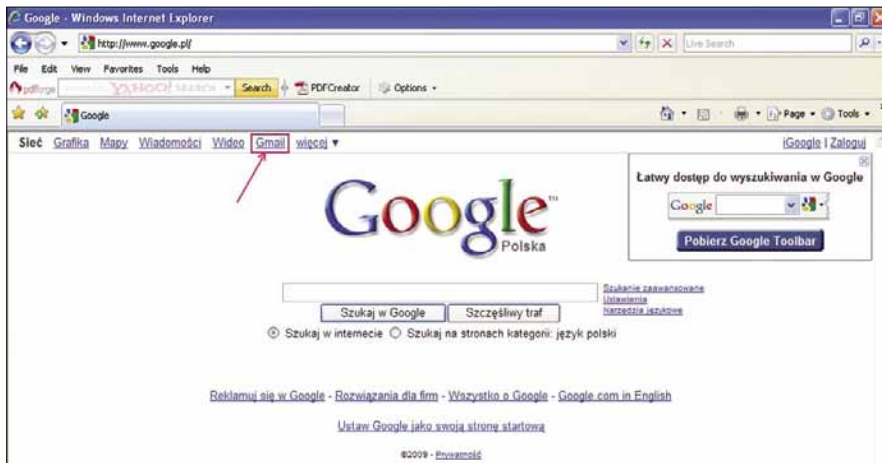 Google - Windows Internet Explorer
http://www.google.pl/ Live Search
File Edit View Favorites Tools Help
pdfforge YAHOO! SEARCH Search PDFCreator Options
Google Page Tools
Sieć Grafika Mapy Wiadomości Wideo Gmail więcej ▼ iGoogle | Zaloguj
Łatwy dostęp do wyszukiwania w Google
Google
Pobierz Google Toolbar
Google™
Polska
Szukanie zaawansowane
Ustawienia
Narzędzia językowe
Szukaj w Google Szczęśliwy traf
Szukaj w internecie Szukaj na stronach kategorii: język polski
Reklamuj się w Google - Rozwiązania dla firm - Wszystko o Google - Google.com in English
Ustaw Google jako swoją stronę startową
©2009 - Prywatność